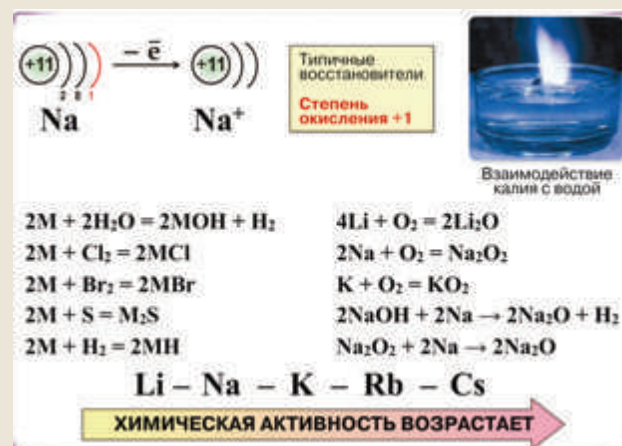 +11 2 8 1 – ē +11
Na Na⁺
Типичные
восстановители
Степень
окисления +1
Взаимодействие
калия с водой
2M + 2H₂O = 2MOH + H₂
2M + Cl₂ = 2MCl
2M + Br₂ = 2MBr
2M + S = M₂S
2M + H₂ = 2MH
4Li + O₂ = 2Li₂O
2Na + O₂ = Na₂O₂
K + O₂ = KO₂
2NaOH + 2Na → 2Na₂O + H₂
Na₂O₂ + 2Na → 2Na₂O
Li – Na – K – Rb – Cs
ХИМИЧЕСКАЯ АКТИВНОСТЬ ВОЗРАСТАЕТ